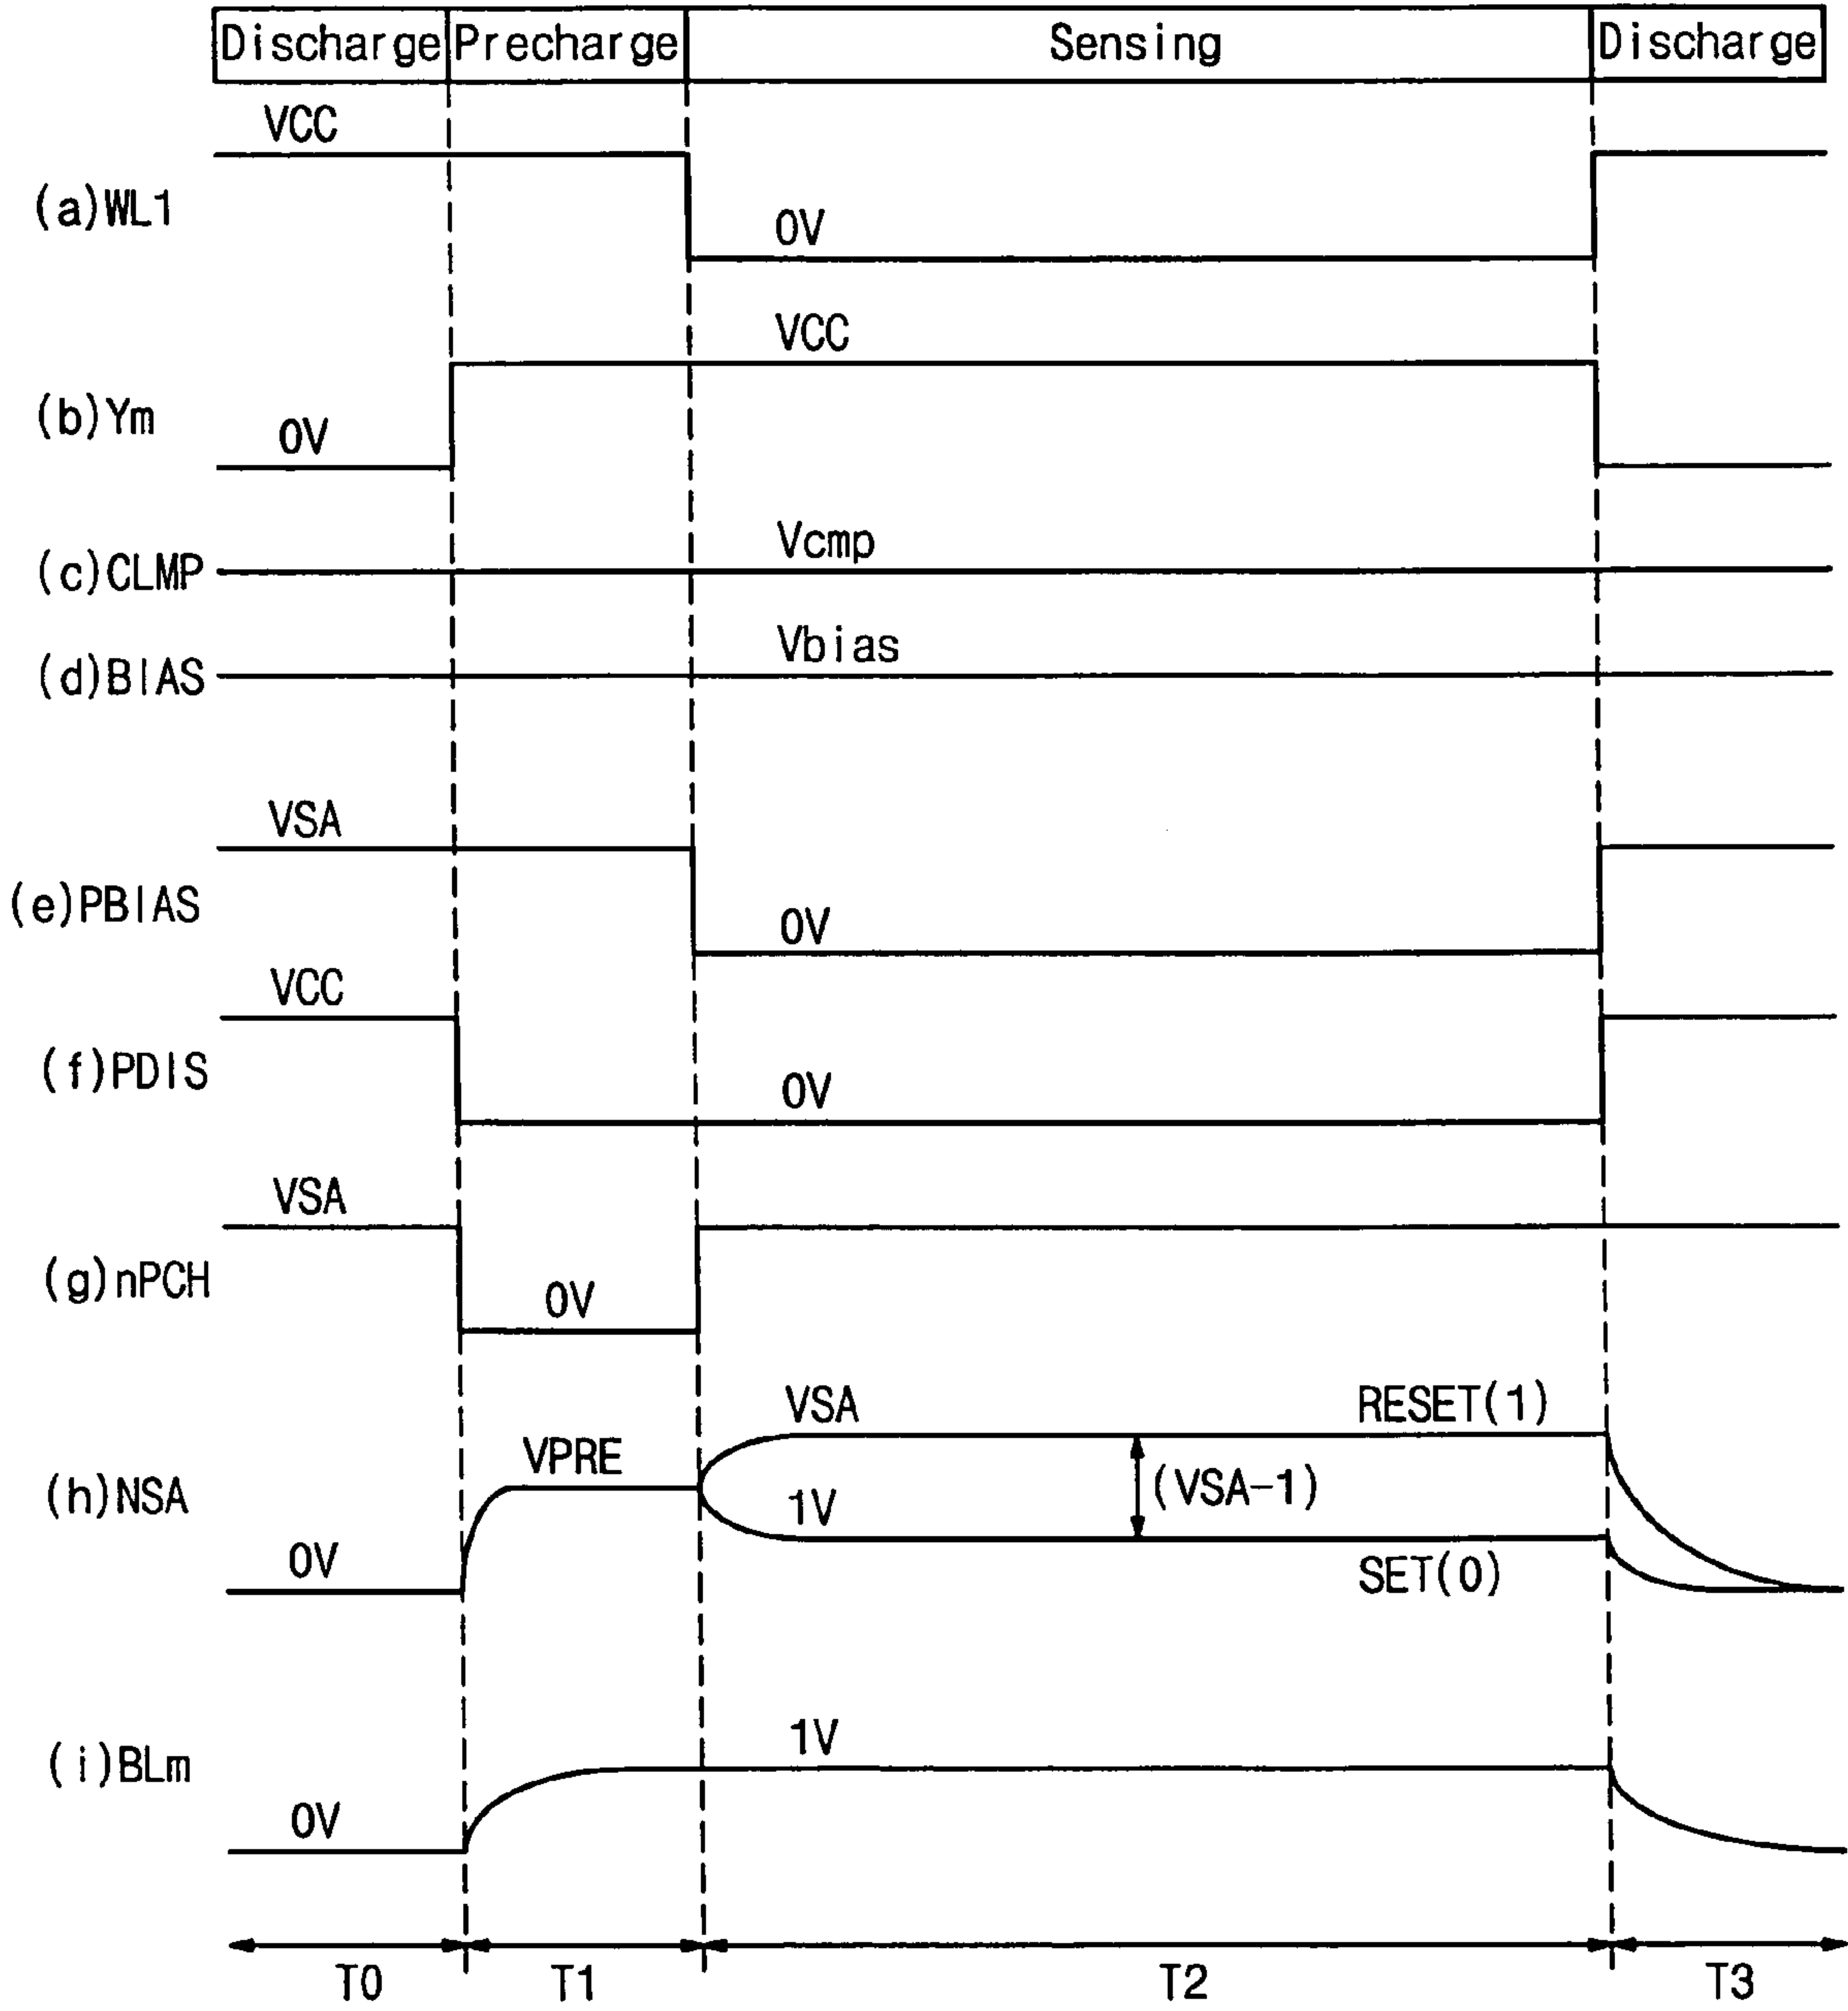 Discharge Precharge Sensing Discharge
VCC
(a)WL1
0V
VCC
(b)Ym
0V
Vcmp
(c)CLMP
Vbias
(d)BIAS
VSA
(e)PBIAS
0V
VCC
(f)PDIS
0V
VSA
(g)nPCH
0V
VSA RESET(1)
VPRE
(h)NSA 1V (VSA-1)
0V SET(0)
1V
(i)BLm
0V
T0 T1 T2 T3